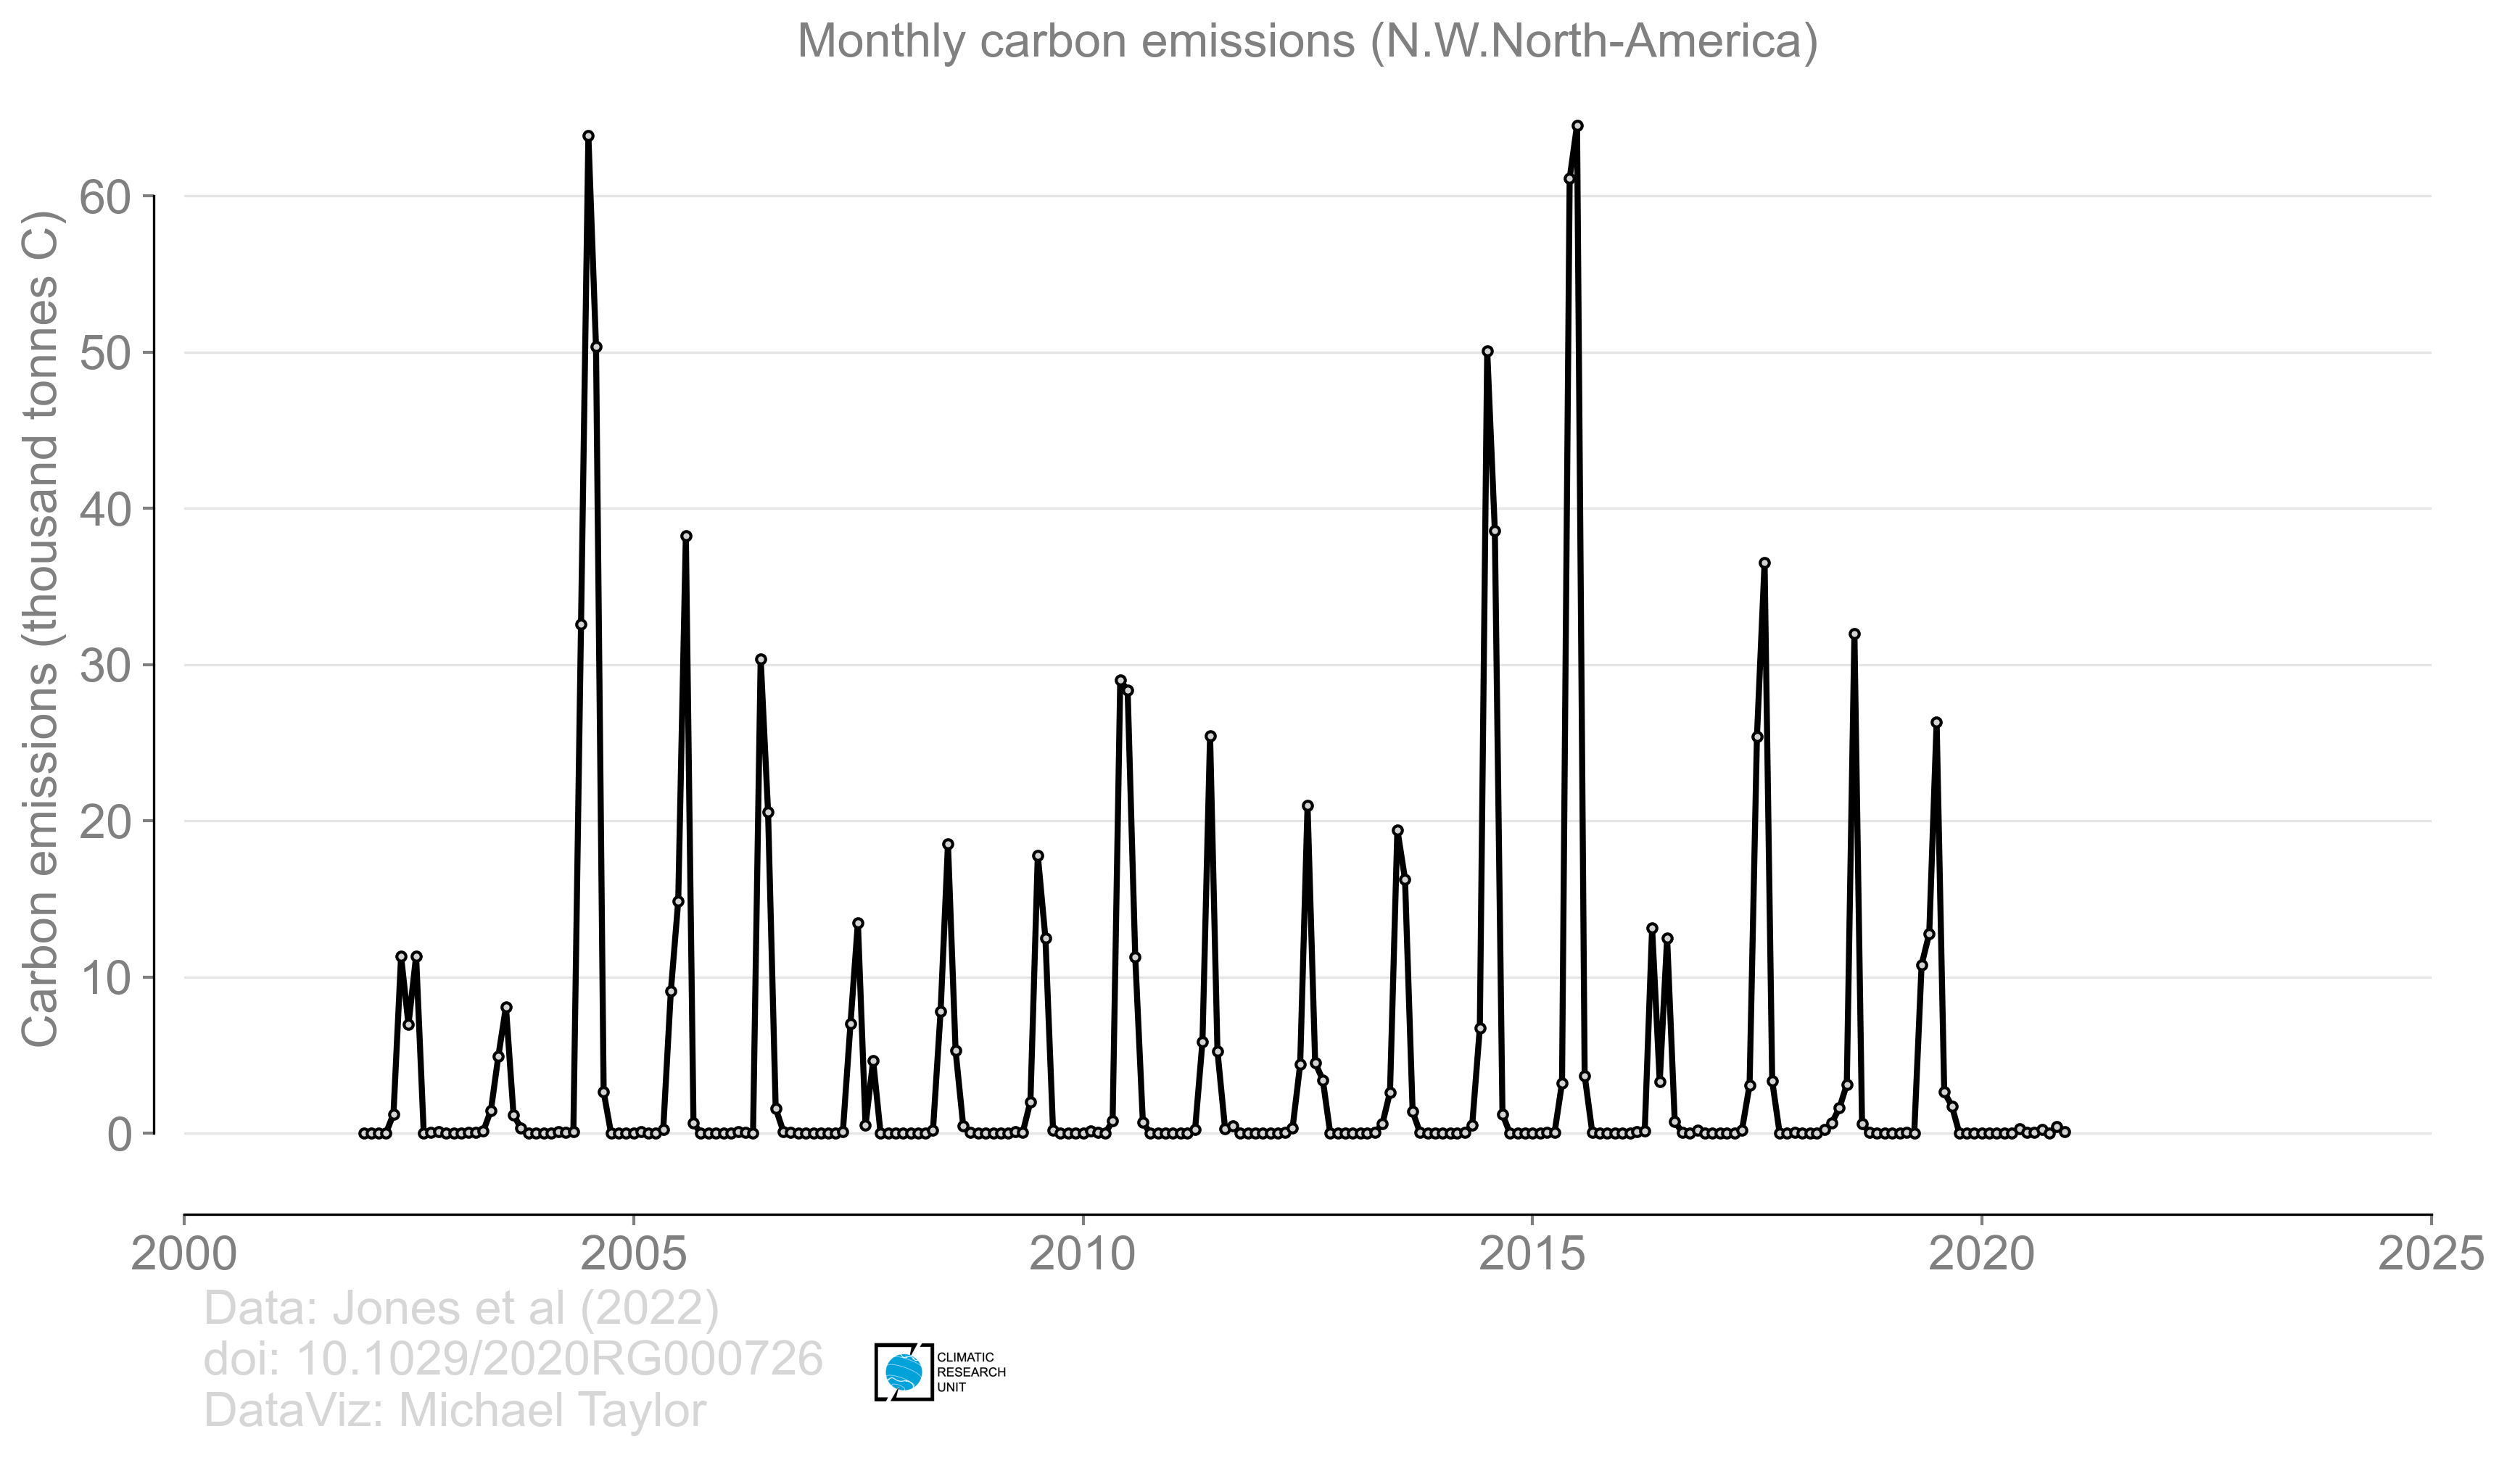 Monthly carbon emissions (N.W.North-America)
Carbon emissions (thousand tonnes C)
60
50
40
30
20
10
0
2000 2005 2010 2015 2020 2025
Data: Jones et al (2022)
doi: 10.1029/2020RG000726
DataViz: Michael Taylor
CLIMATIC
RESEARCH
UNIT